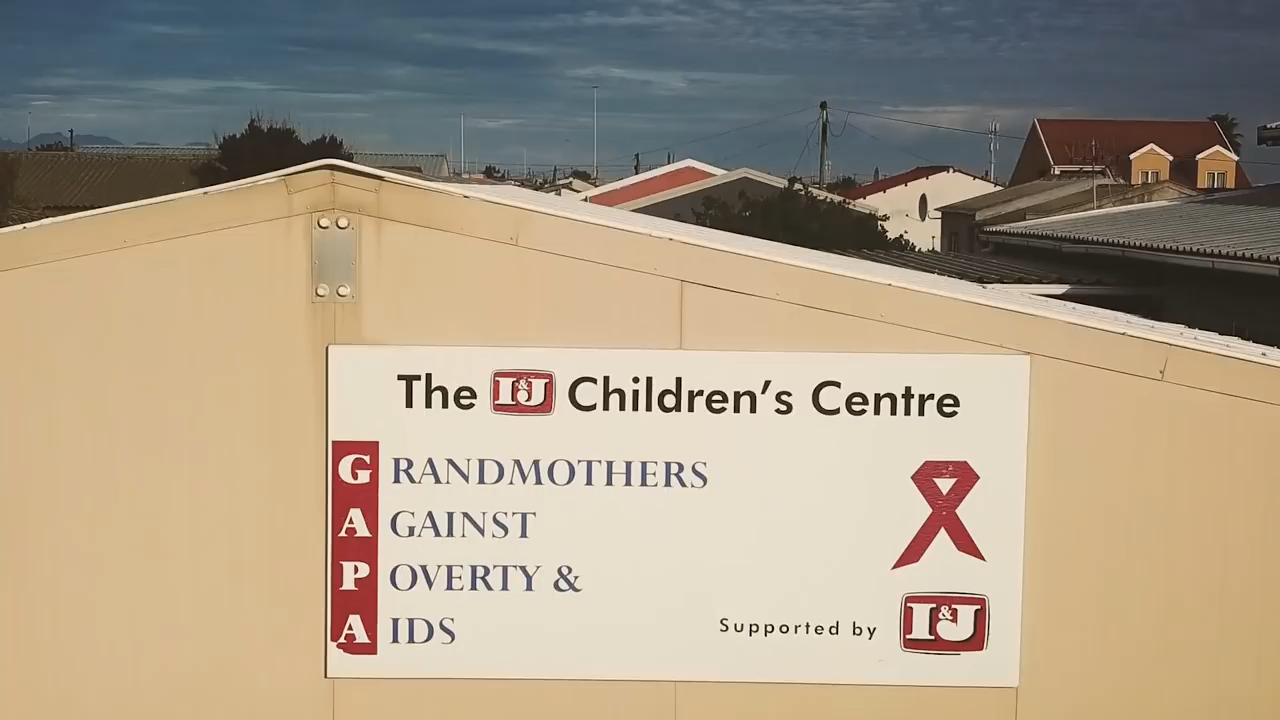 The I&J Children's Centre
GRANDMOTHERS
AGAINST
POVERTY &
AIDS
Supported by I&J